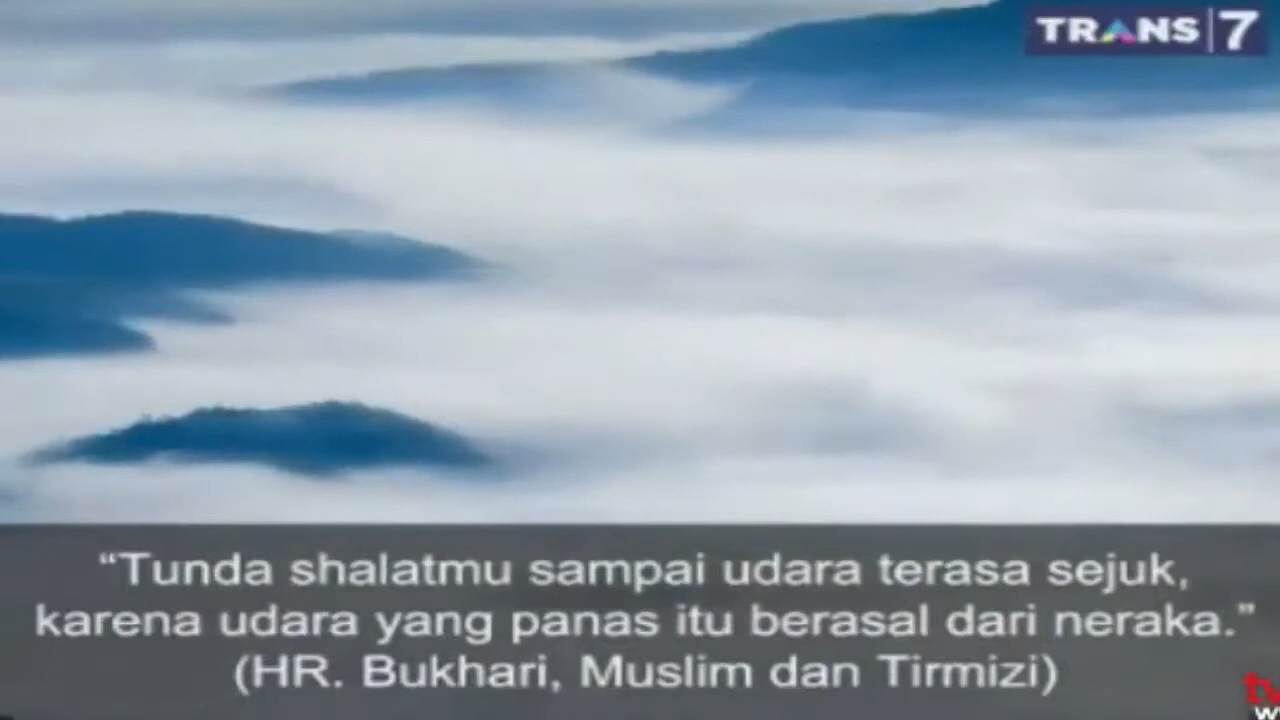 TRANS|7
“Tunda shalatmu sampai udara terasa sejuk,
karena udara yang panas itu berasal dari neraka.”
(HR. Bukhari, Muslim dan Tirmizi)